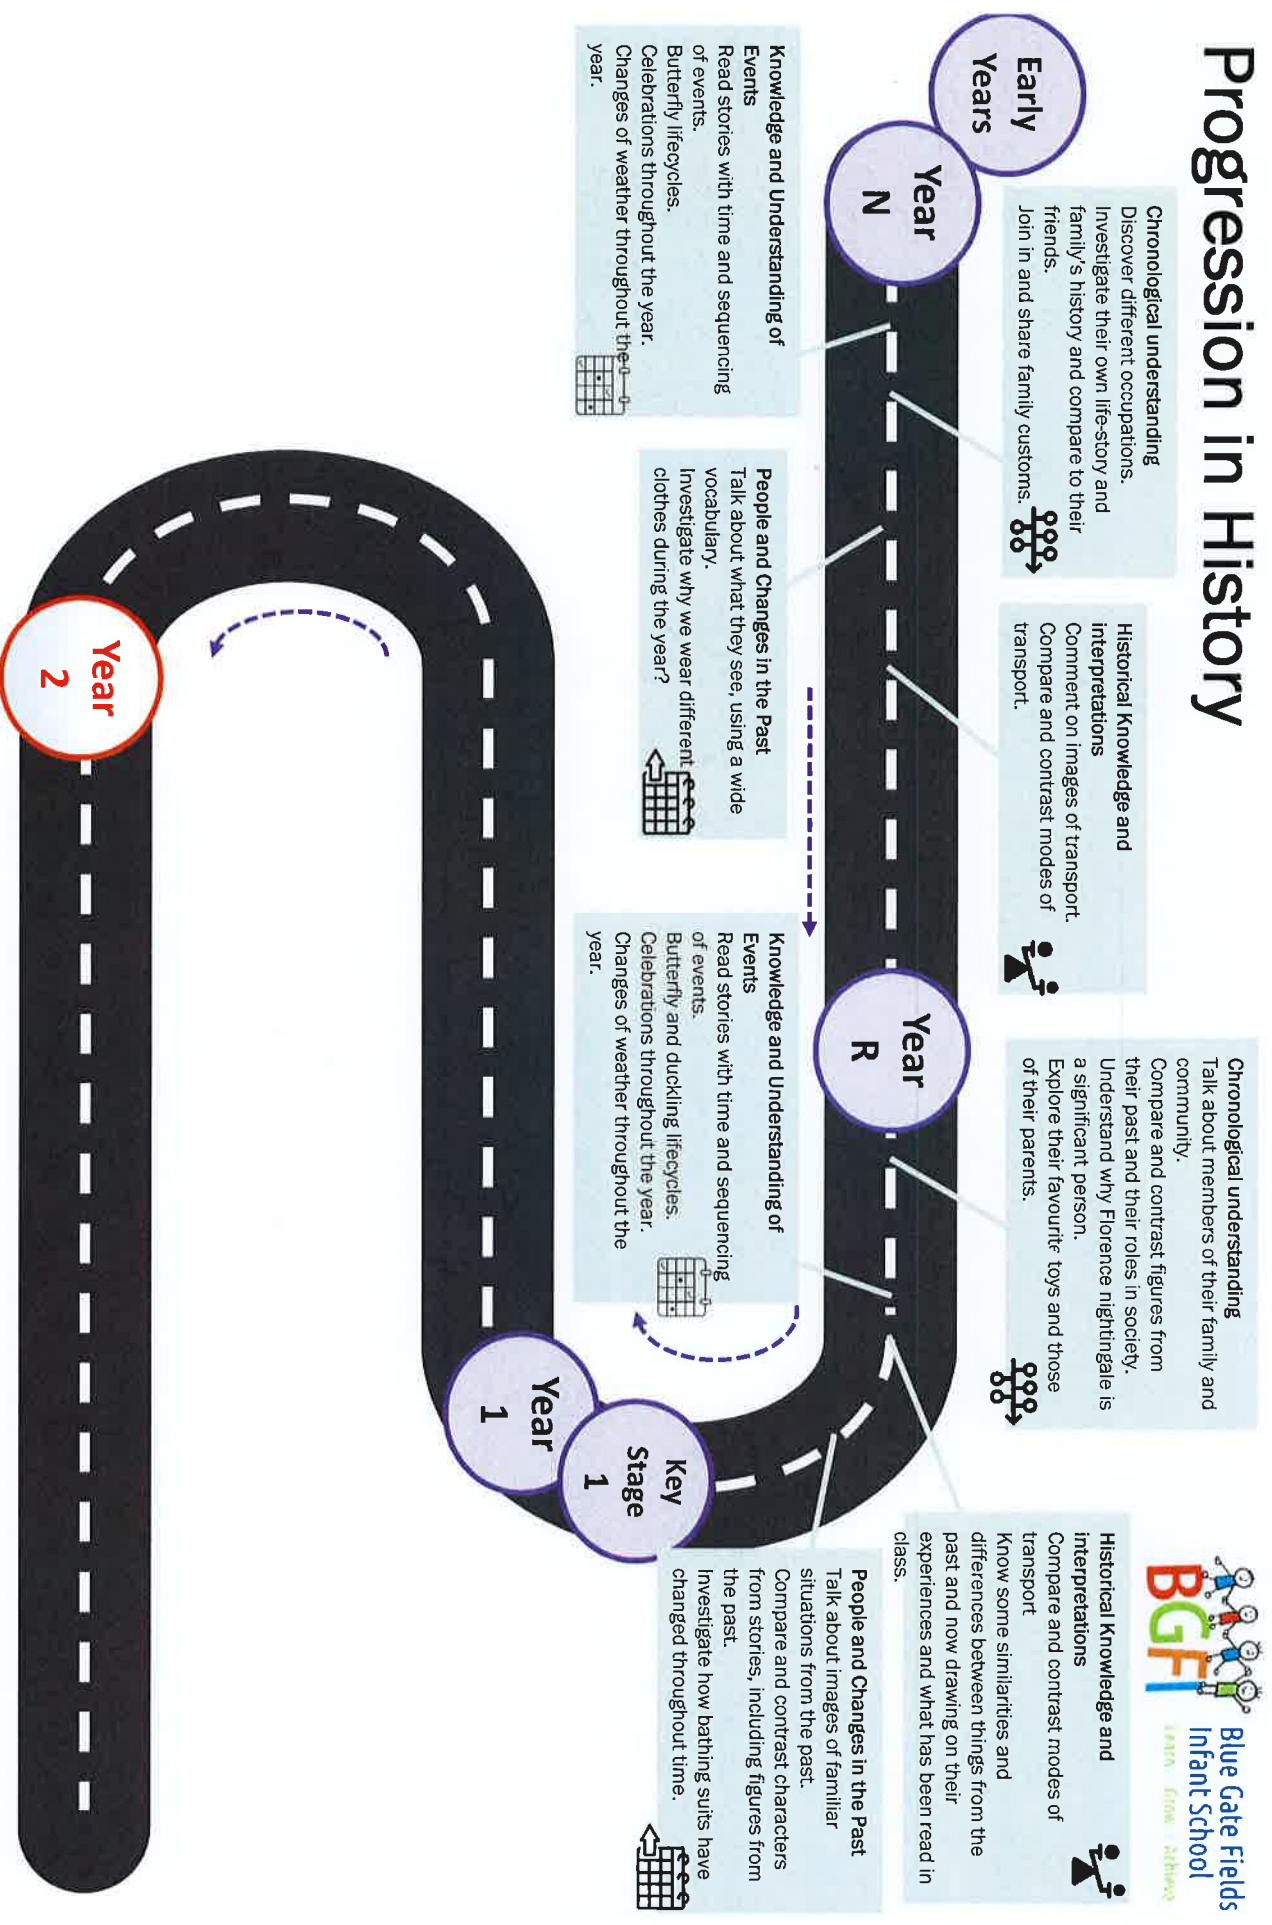 Progression in History
BGFI
Blue Gate Fields
Infant School
Learn Grow Achieve
Early
Years
Year
N
Chronological understanding
Discover different occupations.
Investigate their own life-story and
family's history and compare to their
friends.
Join in and share family customs.
Knowledge and Understanding of
Events
Read stories with time and sequencing
of events.
Butterfly lifecycles.
Celebrations throughout the year.
Changes of weather throughout the
year.
People and Changes in the Past
Talk about what they see, using a wide
vocabulary.
Investigate why we wear different
clothes during the year?
Historical Knowledge and
interpretations
Comment on images of transport.
Compare and contrast modes of
transport.
Year
R
Chronological understanding
Talk about members of their family and
community.
Compare and contrast figures from
their past and their roles in society.
Understand why Florence nightingale is
a significant person.
Explore their favourite toys and those
of their parents.
Knowledge and Understanding of
Events
Read stories with time and sequencing
of events.
Butterfly and duckling lifecycles.
Celebrations throughout the year.
Changes of weather throughout the
year.
Historical Knowledge and
interpretations
Compare and contrast modes of
transport
Know some similarities and
differences between things from the
past and now drawing on their
experiences and what has been read in
class.
People and Changes in the Past
Talk about images of familiar
situations from the past.
Compare and contrast characters
from stories, including figures from
the past.
Investigate how bathing suits have
changed throughout time.
Key
Stage
1
Year
1
Year
2